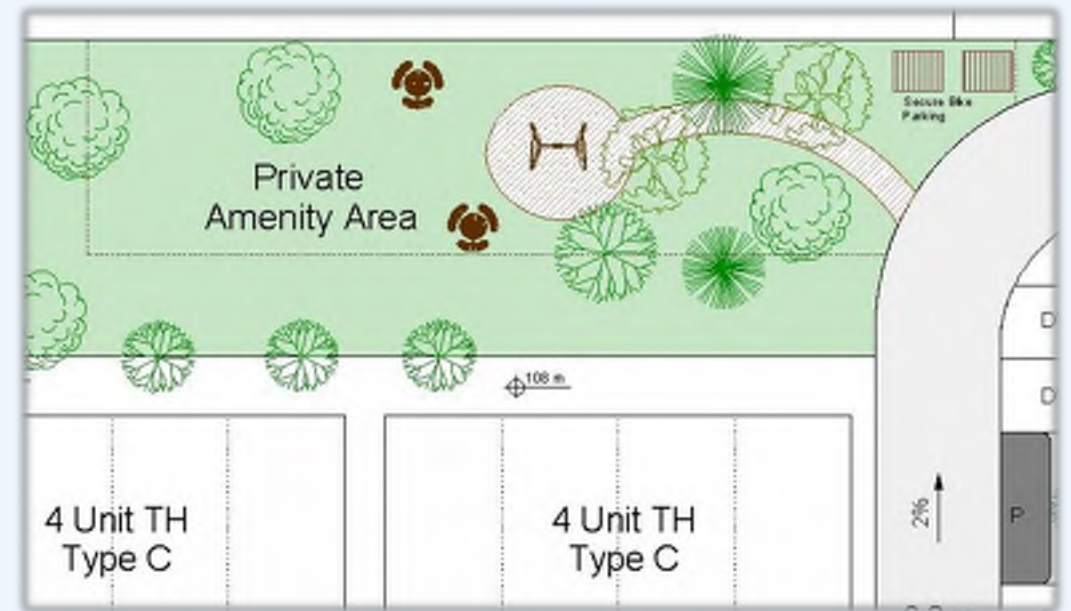 Secure Bike
Parking
Private
Amenity Area
D
108 m
D
4 Unit TH
Type C
4 Unit TH
Type C
2%
P